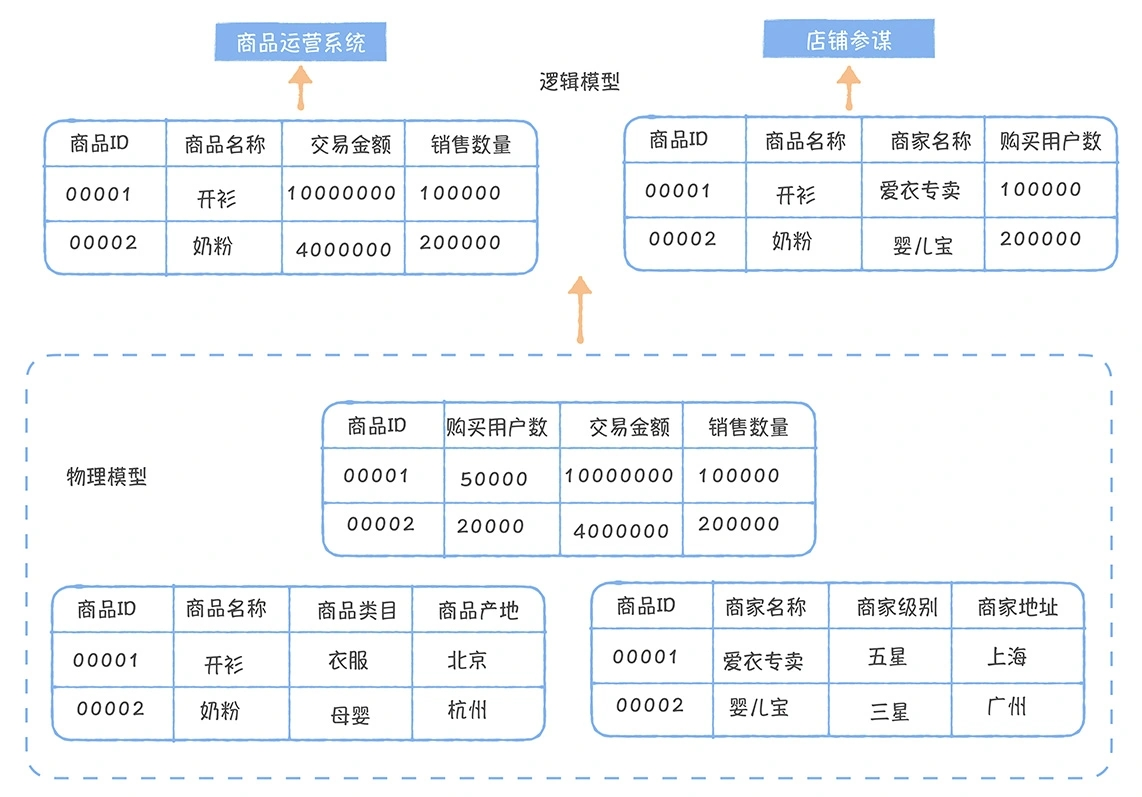 商品运营系统
店铺参谋
逻辑模型
商品ID 商品名称 交易金额 销售数量
00001 开衫 10000000 100000
00002 奶粉 4000000 200000
商品ID 商品名称 商家名称 购买用户数
00001 开衫 爱衣专卖 100000
00002 奶粉 婴儿宝 200000
物理模型
商品ID 购买用户数 交易金额 销售数量
00001 50000 10000000 100000
00002 20000 4000000 200000
商品ID 商品名称 商品类目 商品产地
00001 开衫 衣服 北京
00002 奶粉 母婴 杭州
商品ID 商家名称 商家级别 商家地址
00001 爱衣专卖 五星 上海
00002 婴儿宝 三星 广州